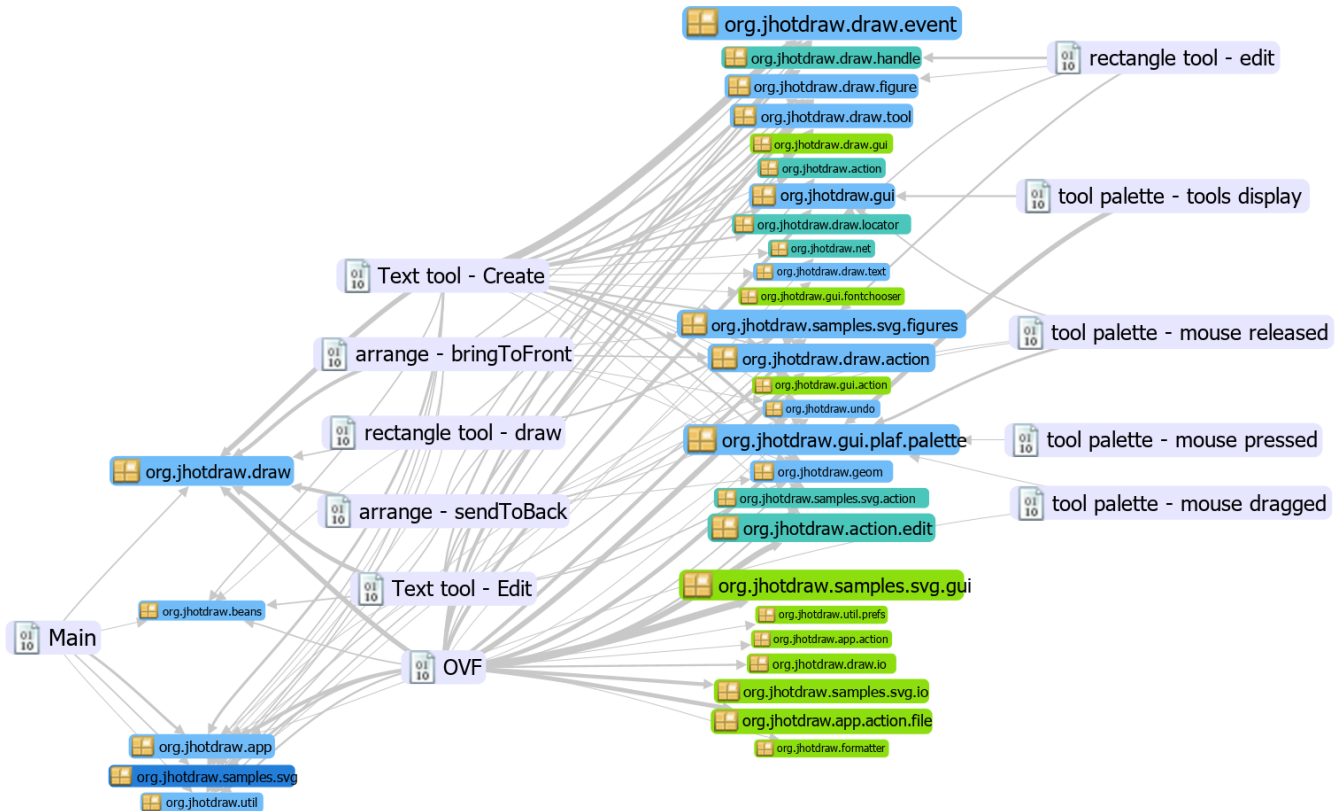 org.jhotdraw.draw.event
org.jhotdraw.draw.handle
rectangle tool - edit
org.jhotdraw.draw.figure
org.jhotdraw.draw.tool
org.jhotdraw.draw.gui
org.jhotdraw.action
org.jhotdraw.gui
tool palette - tools display
org.jhotdraw.draw.locator
org.jhotdraw.net
Text tool - Create
org.jhotdraw.draw.text
org.jhotdraw.gui.fontchooser
org.jhotdraw.samples.svg.figures
tool palette - mouse released
arrange - bringToFront
org.jhotdraw.draw.action
org.jhotdraw.gui.action
org.jhotdraw.undo
rectangle tool - draw
org.jhotdraw.gui.plaf.palette
tool palette - mouse pressed
org.jhotdraw.draw
org.jhotdraw.geom
org.jhotdraw.samples.svg.action
tool palette - mouse dragged
arrange - sendToBack
org.jhotdraw.action.edit
Text tool - Edit
org.jhotdraw.samples.svg.gui
org.jhotdraw.beans
org.jhotdraw.util.prefs
Main
org.jhotdraw.app.action
OVF
org.jhotdraw.draw.io
org.jhotdraw.samples.svg.io
org.jhotdraw.app.action.file
org.jhotdraw.app
org.jhotdraw.formatter
org.jhotdraw.samples.svg
org.jhotdraw.util